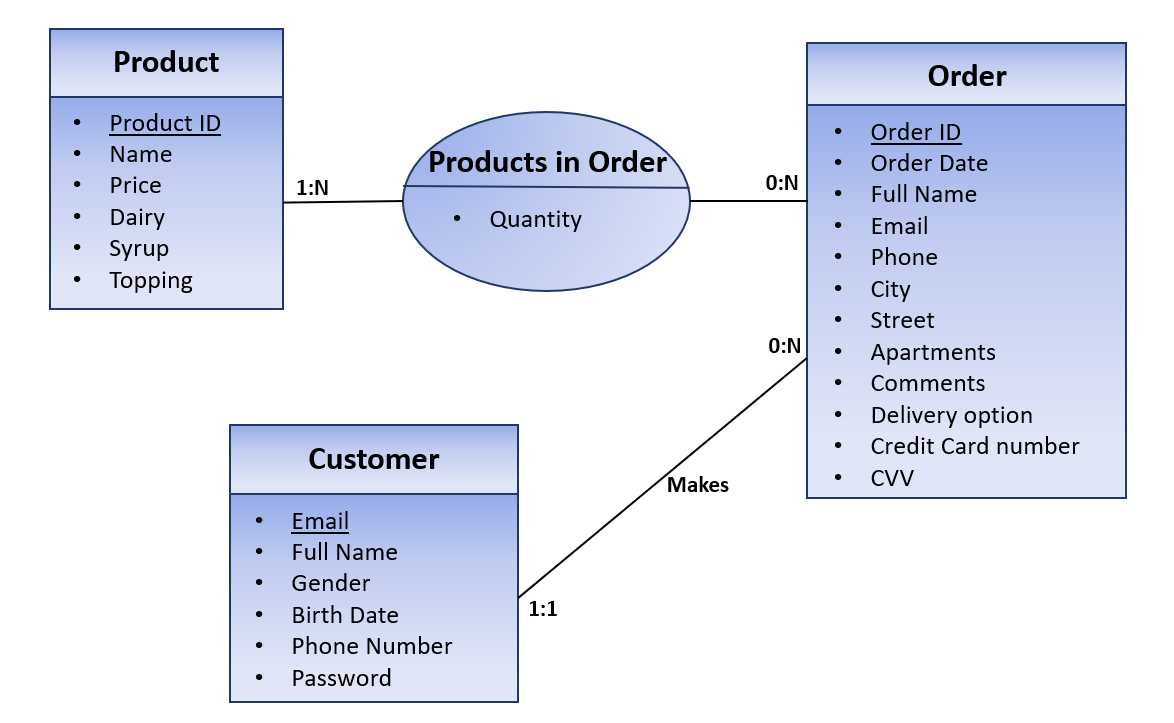 Product
• Product ID
• Name
• Price
• Dairy
• Syrup
• Topping
1:N
Products in Order
• Quantity
0:N
Order
• Order ID
• Order Date
• Full Name
• Email
• Phone
• City
• Street
• Apartments
• Comments
• Delivery option
• Credit Card number
• CVV
0:N
Makes
1:1
Customer
• Email
• Full Name
• Gender
• Birth Date
• Phone Number
• Password